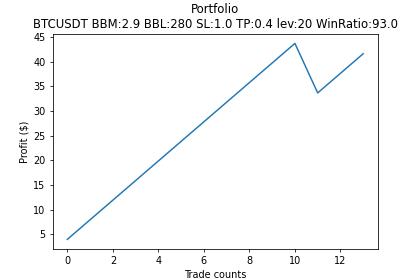 Portfolio
BTCUSDT BBM:2.9 BBL:280 SL:1.0 TP:0.4 lev:20 WinRatio:93.0
45
40
35
30
25
20
15
10
5
Profit ($)
0 2 4 6 8 10 12
Trade counts